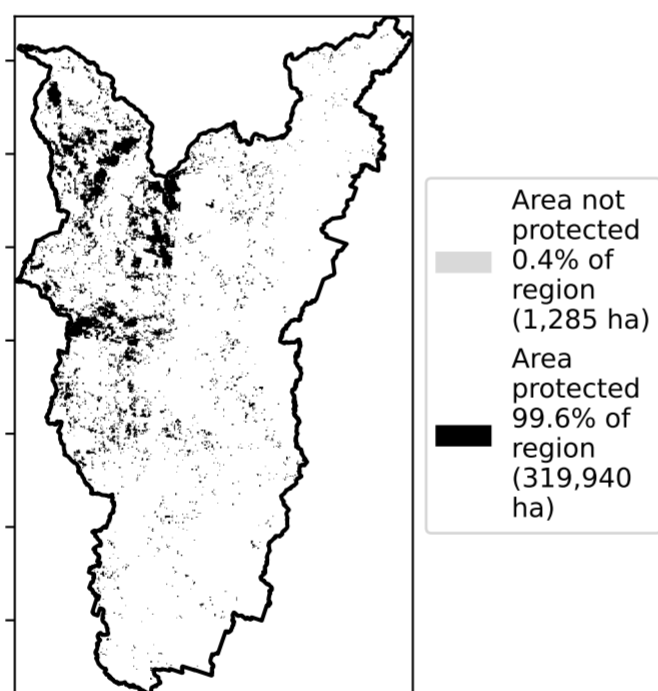 Area not
protected
0.4% of
region
(1,285 ha)
Area
protected
99.6% of
region
(319,940
ha)